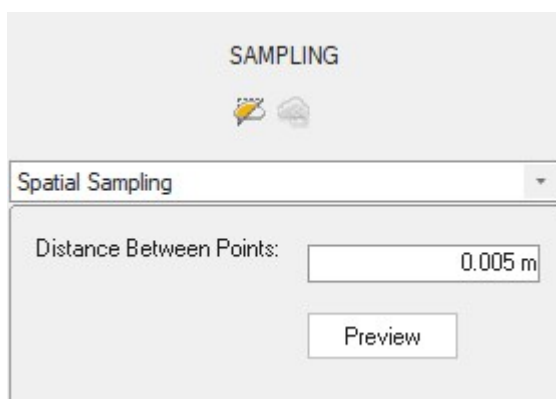 SAMPLING
Spatial Sampling
Distance Between Points:
0.005 m
Preview